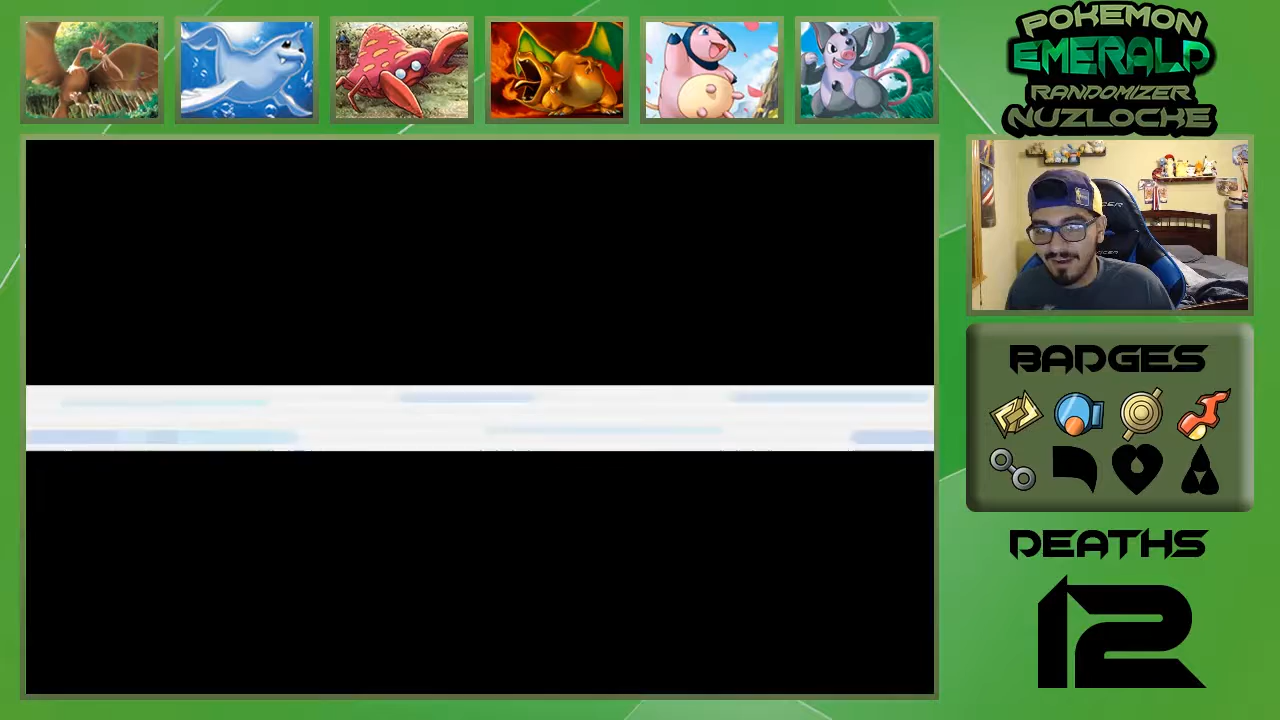 POKEMON
EMERALD
RANDOMIZER
NUZLOCKE
BADGES
DEATHS
12